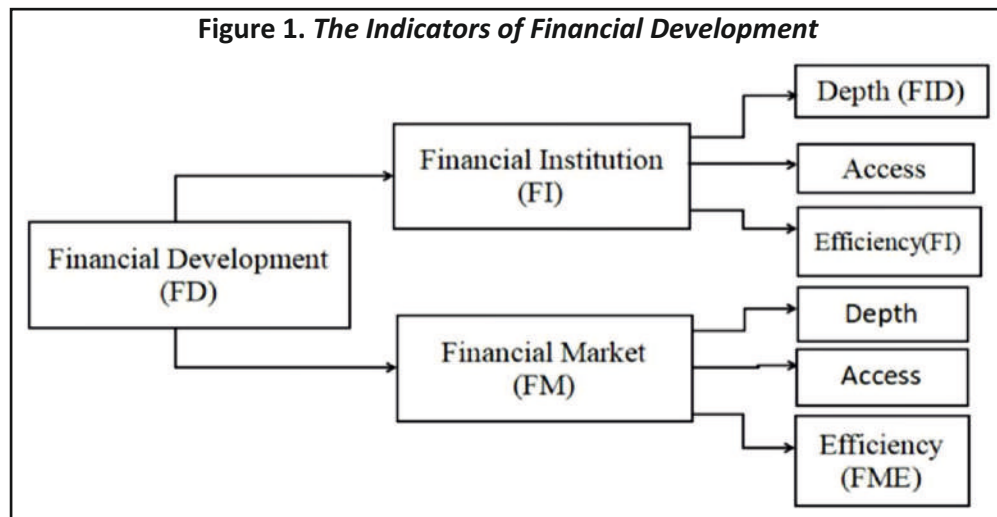 Figure 1. The Indicators of Financial Development
Financial Development
(FD)
Financial Institution
(FI)
Depth (FID)
Access
Efficiency(FI)
Financial Market
(FM)
Depth
Access
Efficiency
(FME)